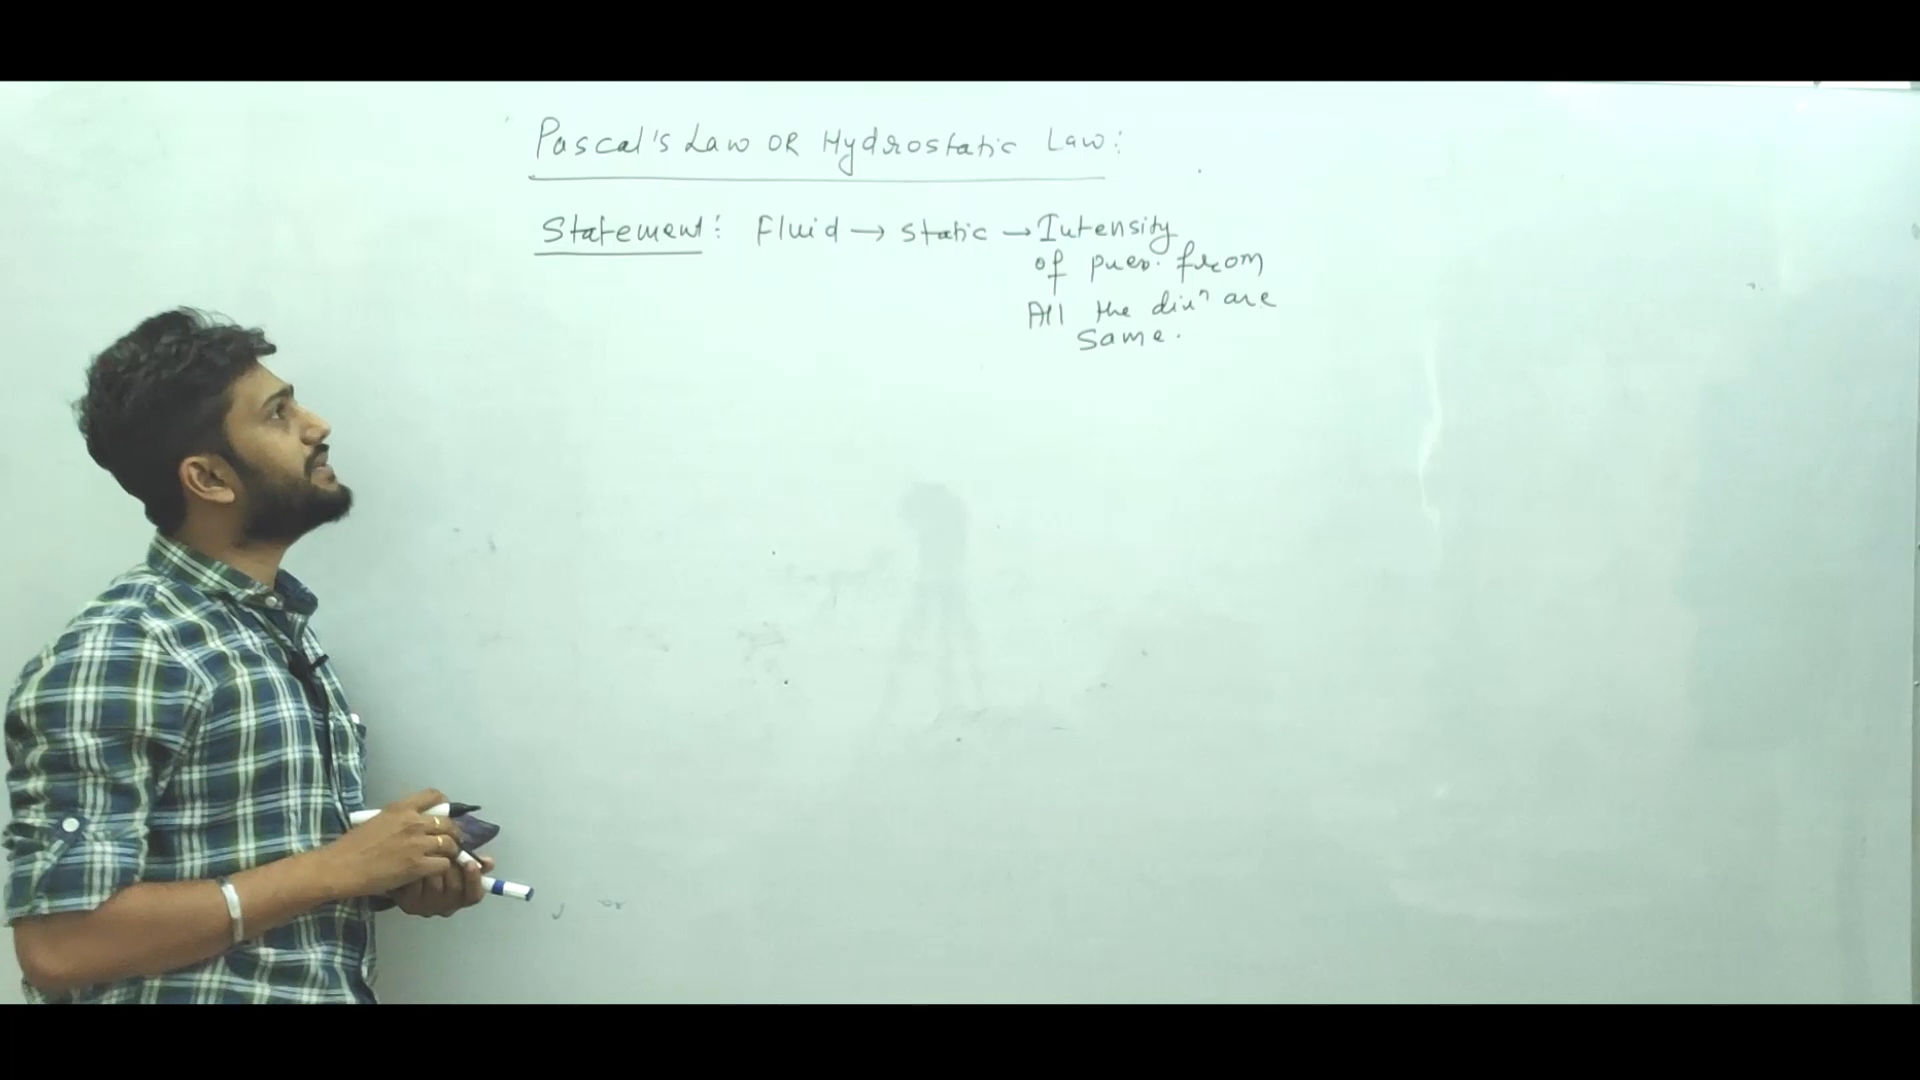 Pascal's Law OR Hydrostatic Law:
Statement: Fluid → static → Intensity
of pres. from
All the dirⁿ are
same.